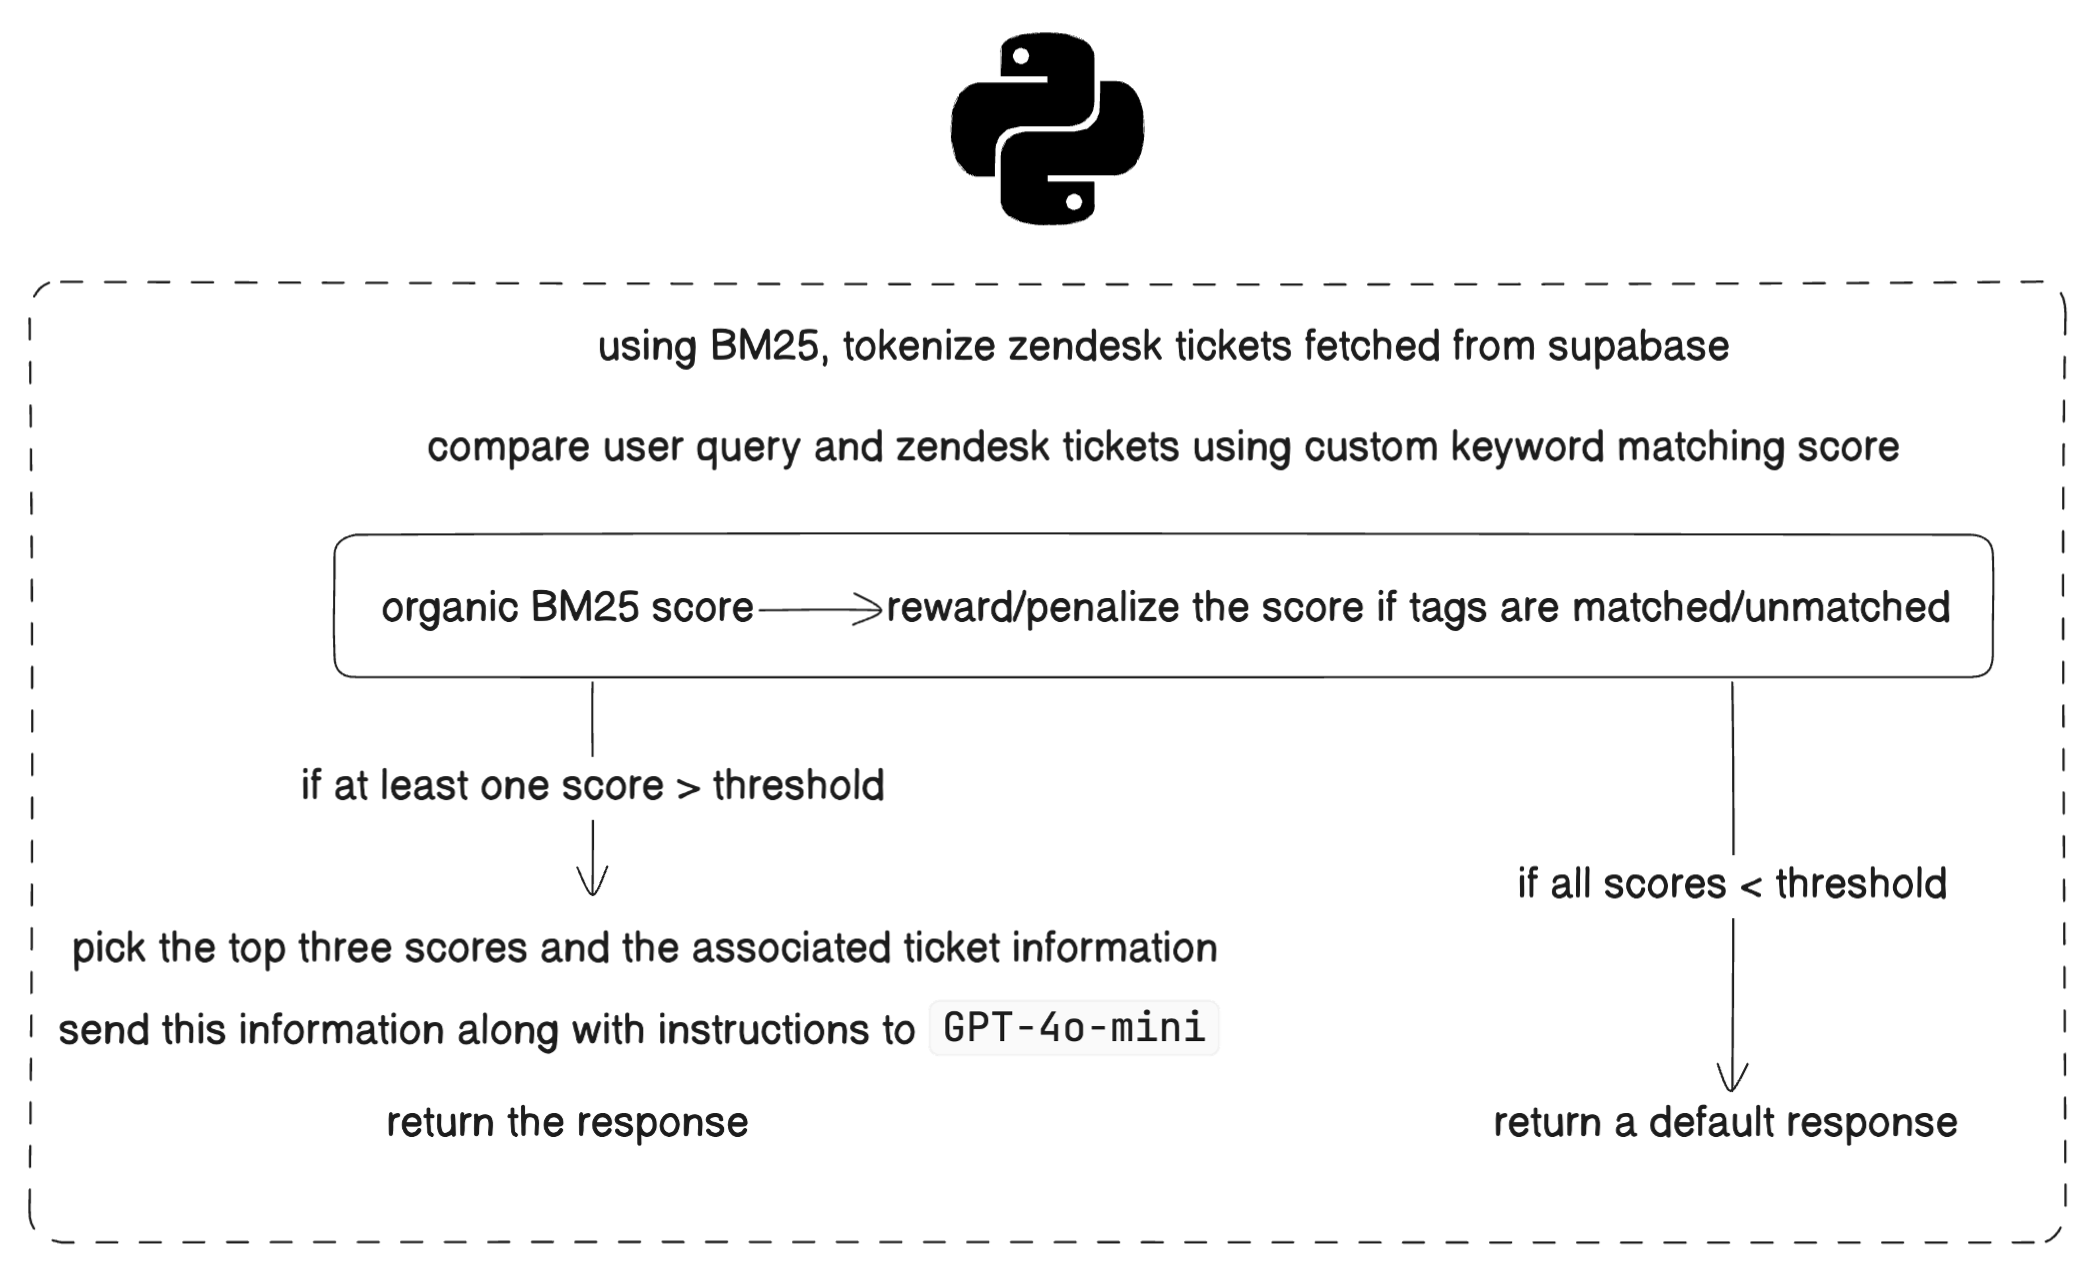 using BM25, tokenize zendesk tickets fetched from supabase
compare user query and zendesk tickets using custom keyword matching score
organic BM25 score
reward/penalize the score if tags are matched/unmatched
if at least one score > threshold
pick the top three scores and the associated ticket information
send this information along with instructions to GPT-4o-mini
return the response
if all scores < threshold
return a default response